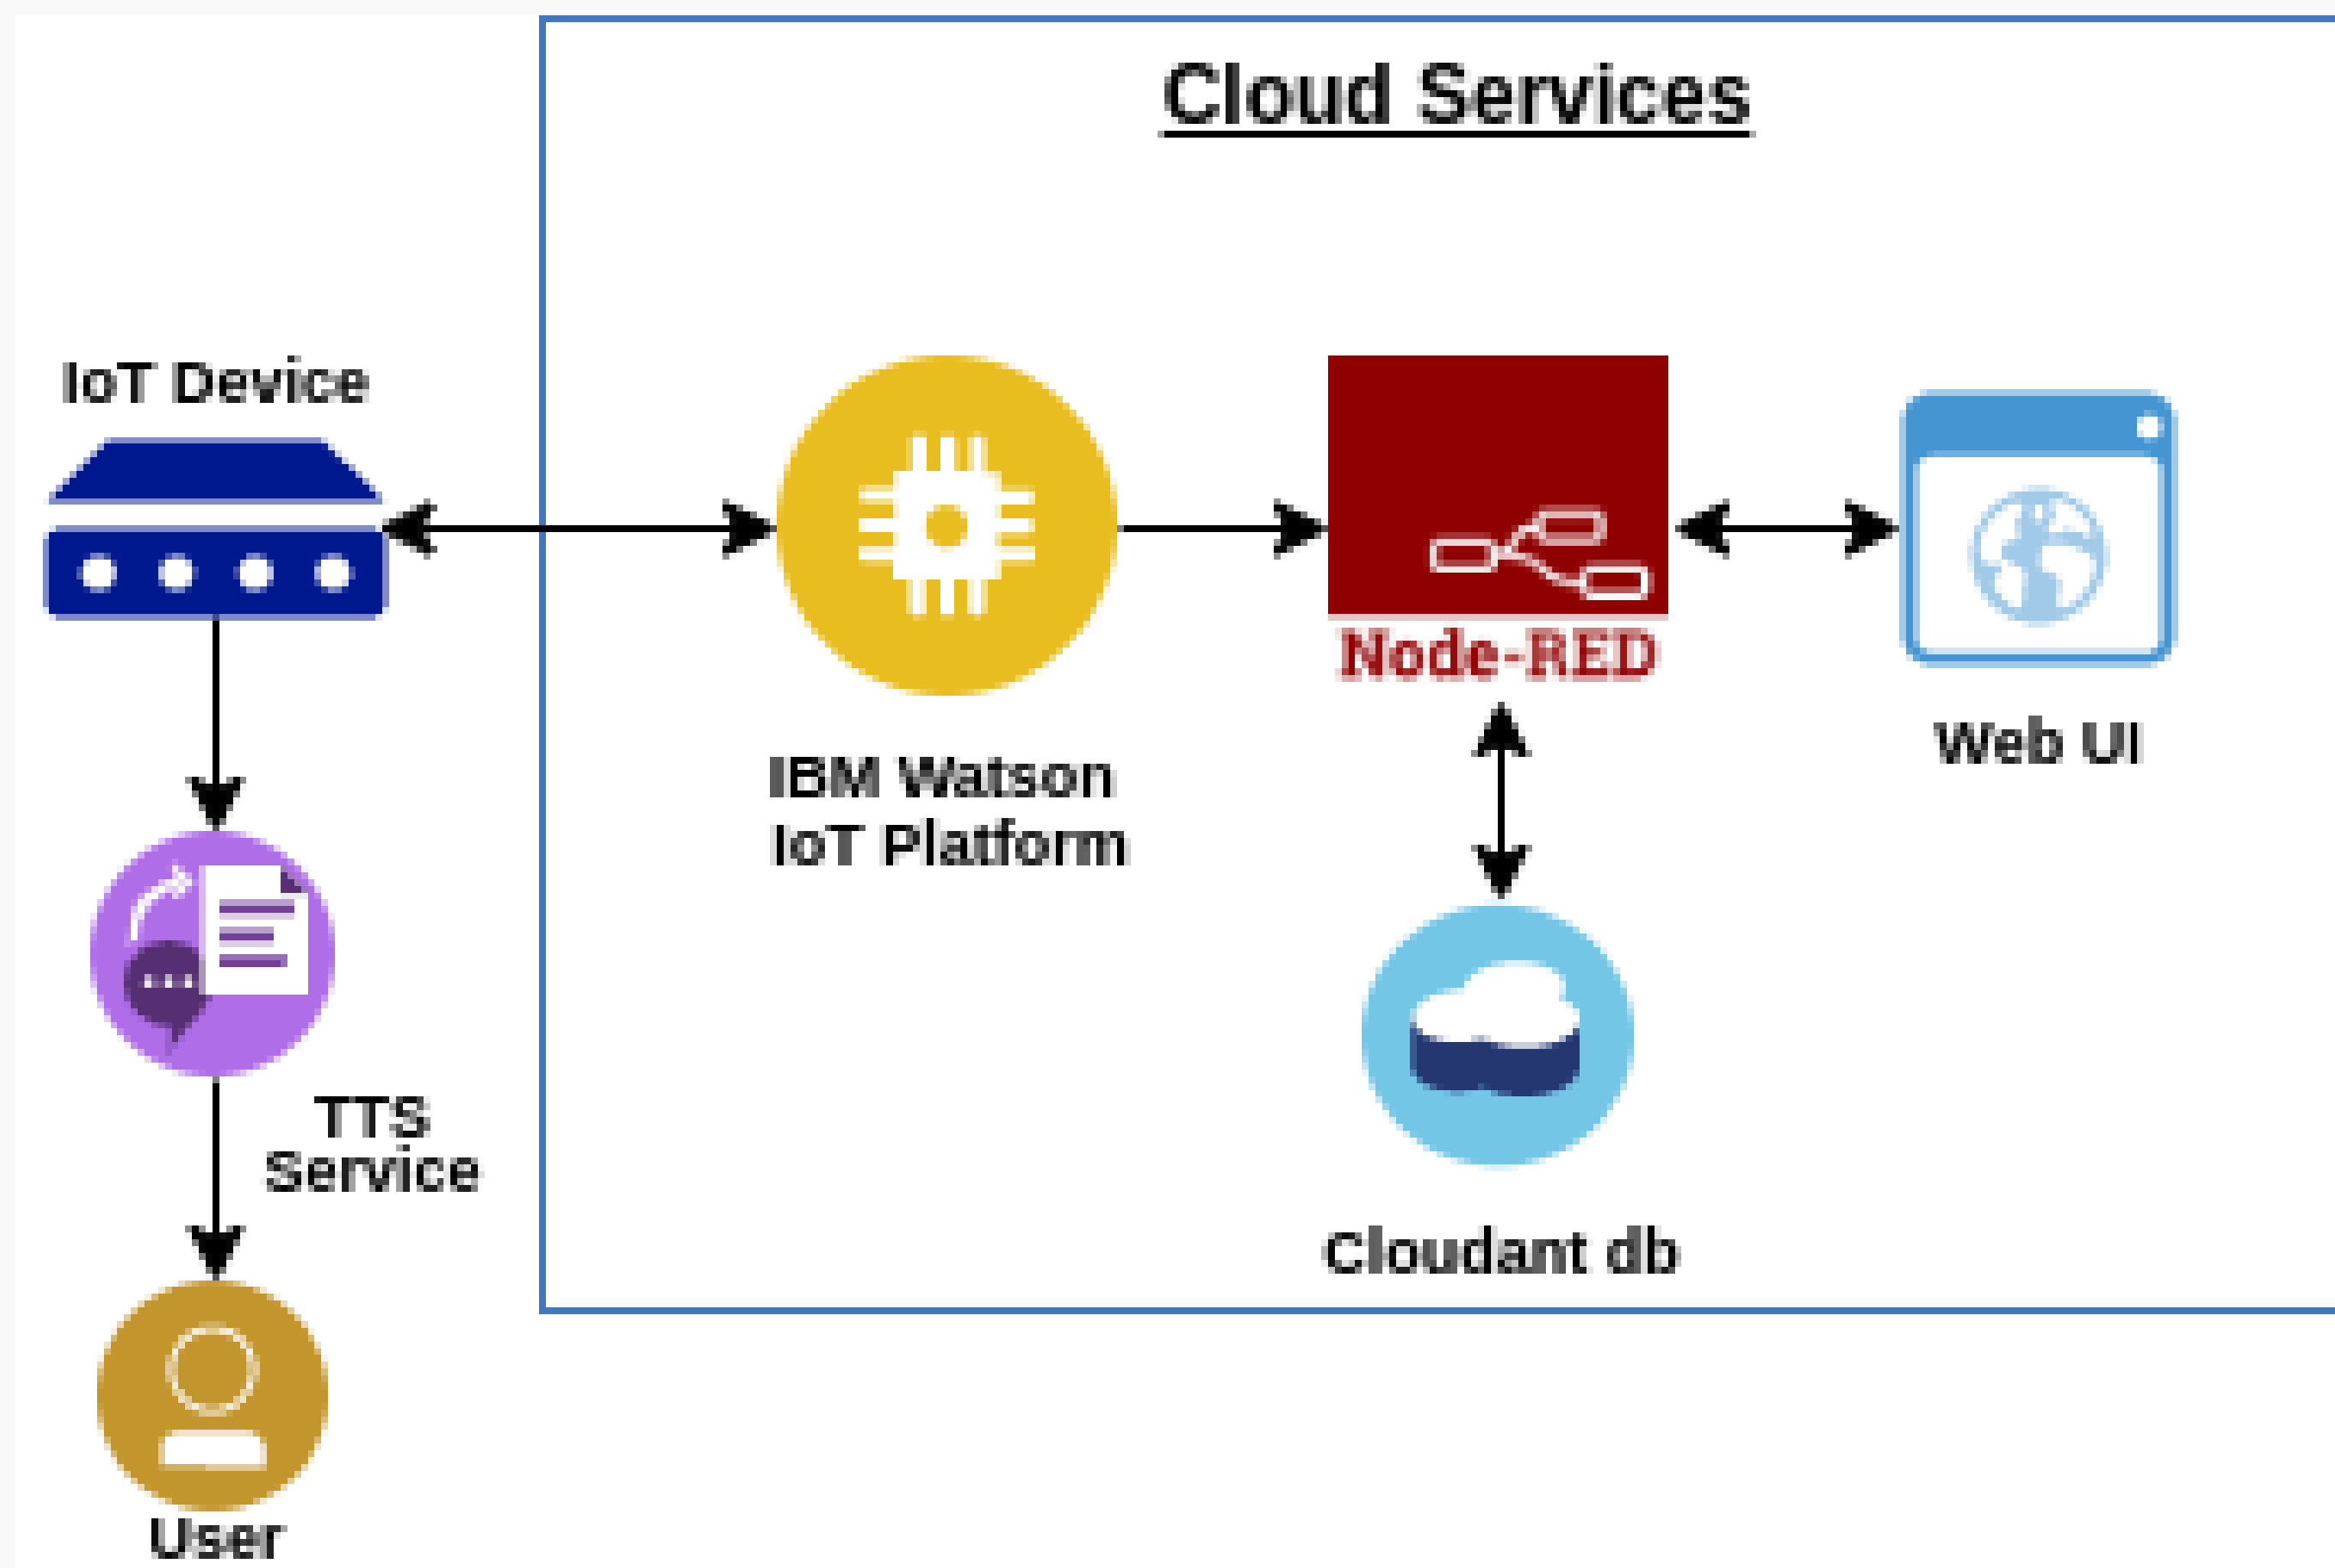 Cloud Services
IoT Device
Node-RED
Web UI
IBM Watson
IoT Platform
TTS
Service
Cloudant db
User